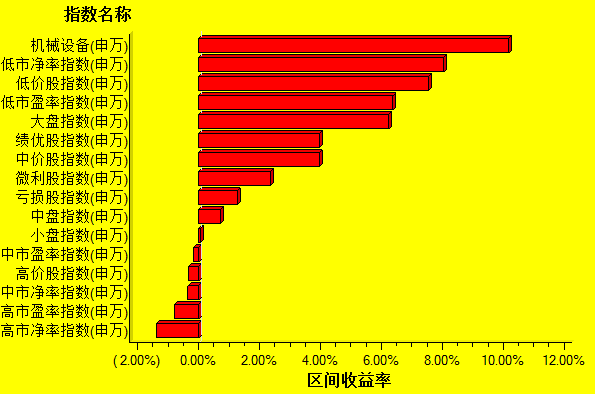 指数名称
机械设备(申万)
低市净率指数(申万)
低价股指数(申万)
低市盈率指数(申万)
大盘指数(申万)
绩优股指数(申万)
中价股指数(申万)
微利股指数(申万)
亏损股指数(申万)
中盘指数(申万)
小盘指数(申万)
中市盈率指数(申万)
高价股指数(申万)
中市净率指数(申万)
高市盈率指数(申万)
高市净率指数(申万)
(2.00%) 0.00% 2.00% 4.00% 6.00% 8.00% 10.00% 12.00%
区间收益率